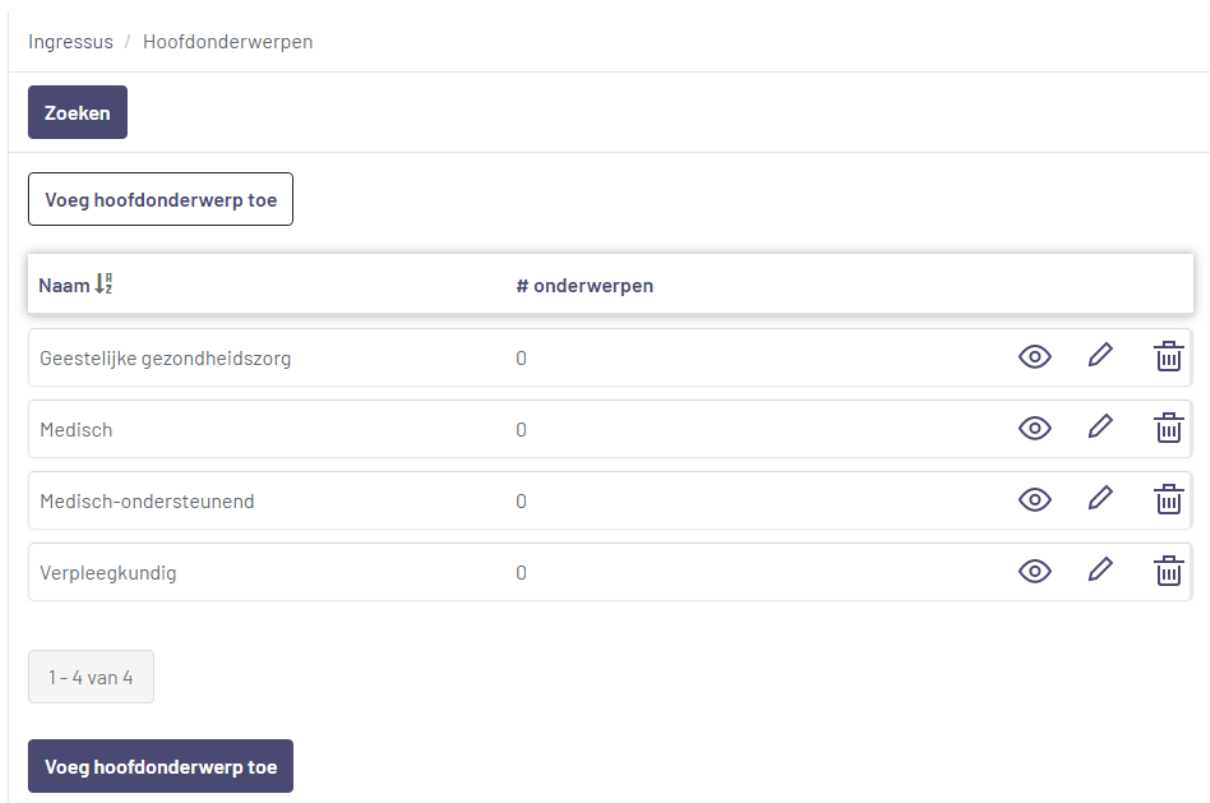 Ingressus / Hoofdonderwerpen
Zoeken
Voeg hoofdonderwerp toe
Naam # onderwerpen
Geestelijke gezondheidszorg 0
Medisch 0
Medisch-ondersteunend 0
Verpleegkundig 0
1 - 4 van 4
Voeg hoofdonderwerp toe